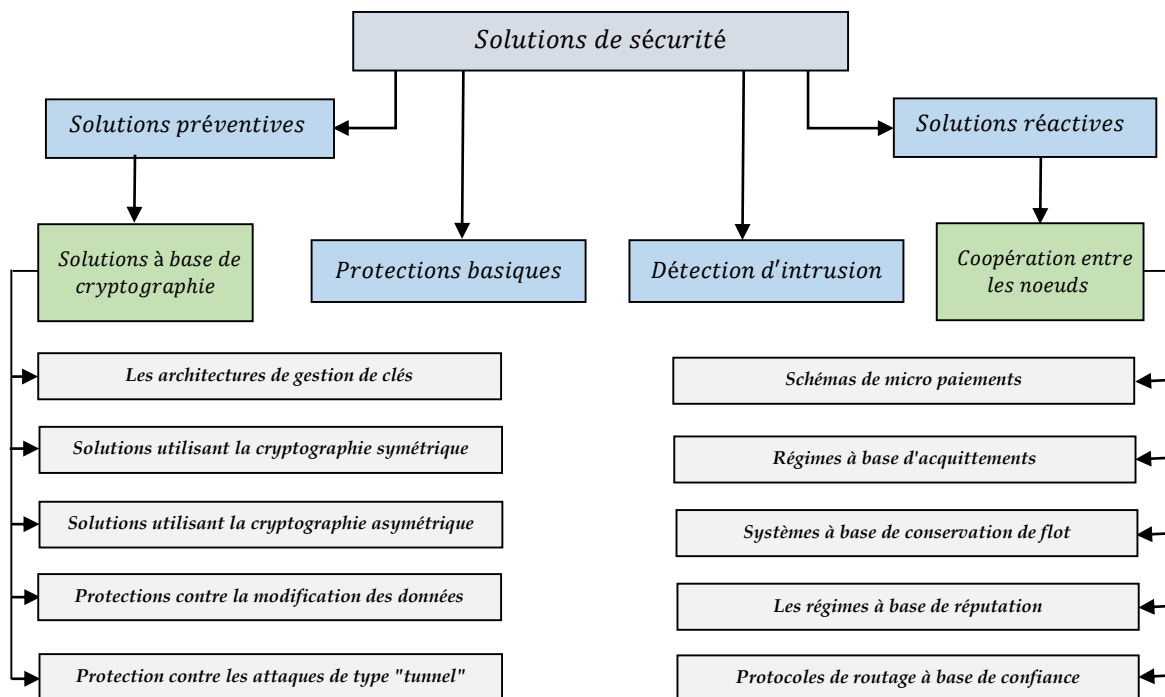 Solutions de sécurité
Solutions préventives
Solutions réactives
Solutions à base de
cryptographie
Protections basiques
Détection d'intrusion
Coopération entre
les noeuds
Les architectures de gestion de clés
Solutions utilisant la cryptographie symétrique
Solutions utilisant la cryptographie asymétrique
Protections contre la modification des données
Protection contre les attaques de type "tunnel"
Schémas de micro paiements
Régimes à base d'acquittements
Systèmes à base de conservation de flot
Les régimes à base de réputation
Protocoles de routage à base de confiance